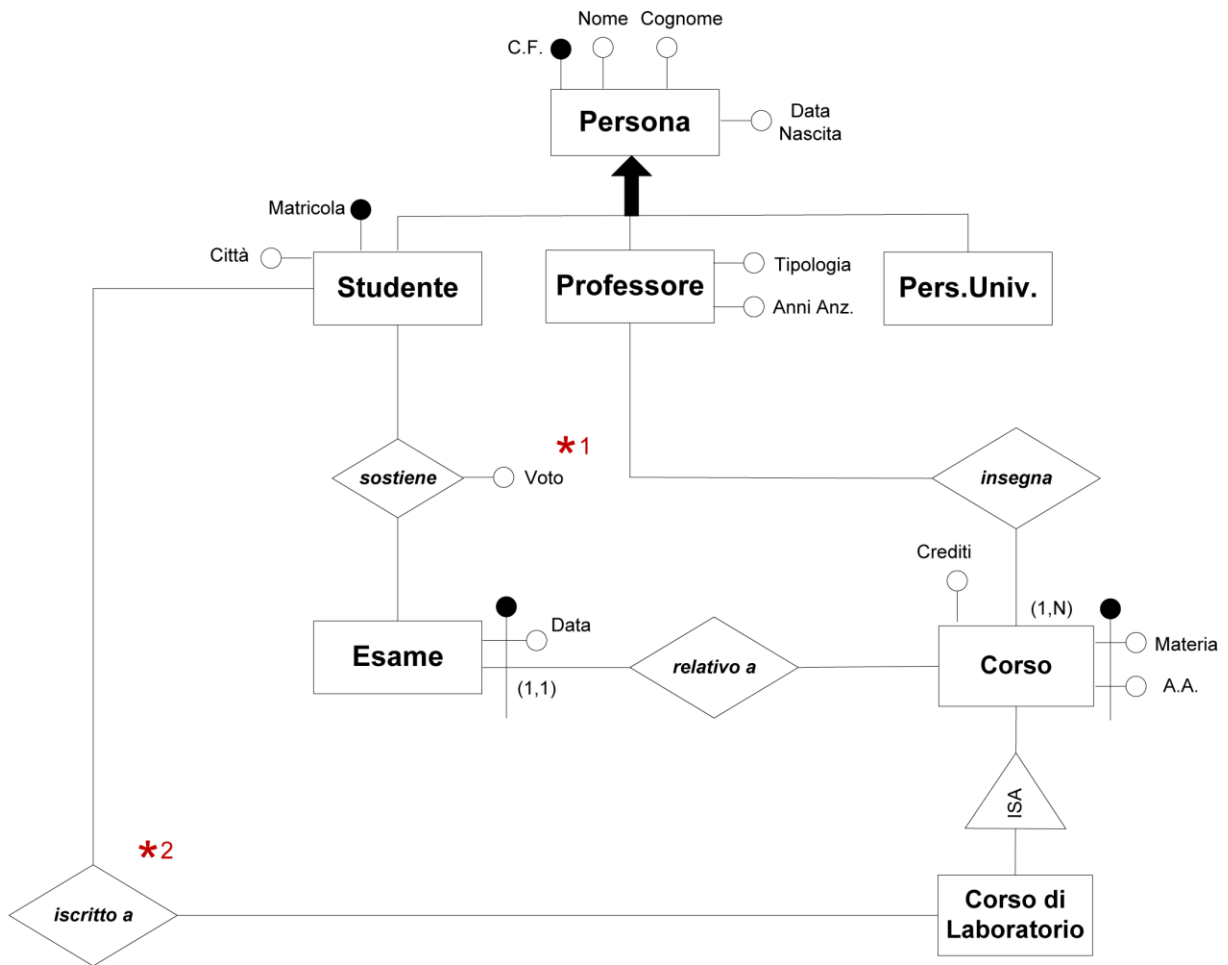 Nome
Cognome
C.F.
Persona
Data
Nascita
Matricola
Città
Studente
Professore
Tipologia
Anni Anz.
Pers.Univ.
*1
sostiene
Voto
insegna
Crediti
(1,N)
Data
Esame
(1,1)
relativo a
Corso
Materia
A.A.
ISA
*2
iscritto a
Corso di
Laboratorio